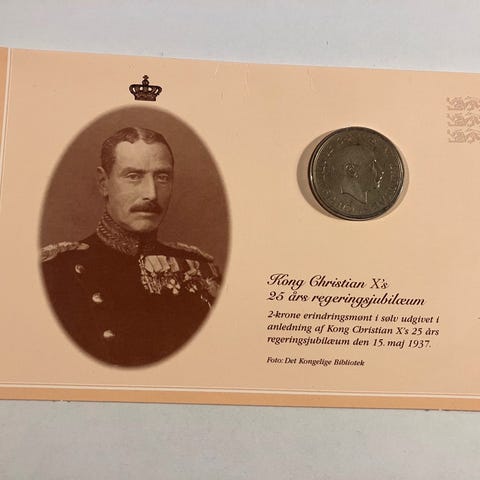 Kong Christian X's
25 års regeringsjubilæum
2-krone erindringsmønt i sølv udgivet i
anledning af Kong Christian X's 25 års
regeringsjubilæum den 15. maj 1937.
Foto: Det Kongelige Bibliotek